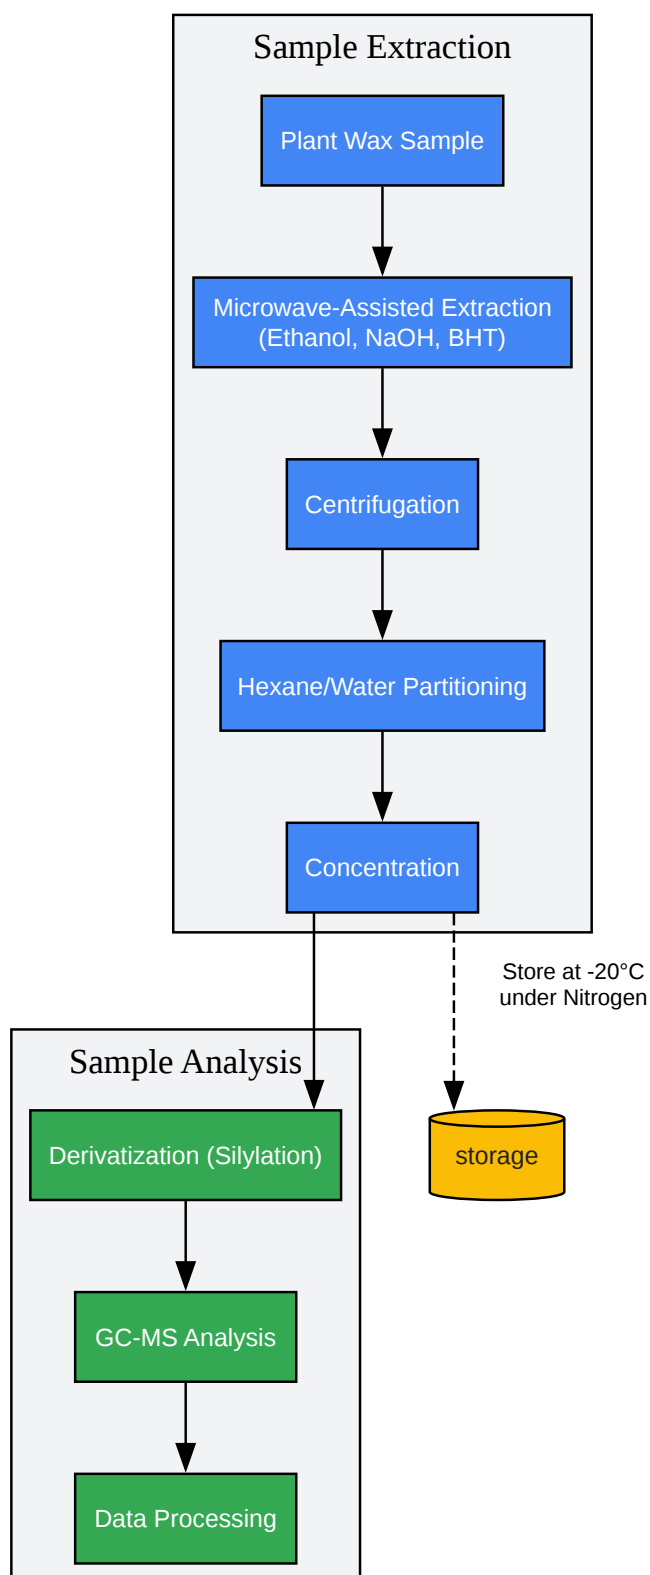 Sample Extraction
Plant Wax Sample
Microwave-Assisted Extraction
(Ethanol, NaOH, BHT)
Centrifugation
Hexane/Water Partitioning
Concentration
Store at -20°C
under Nitrogen
Sample Analysis
Derivatization (Silylation)
storage
GC-MS Analysis
Data Processing